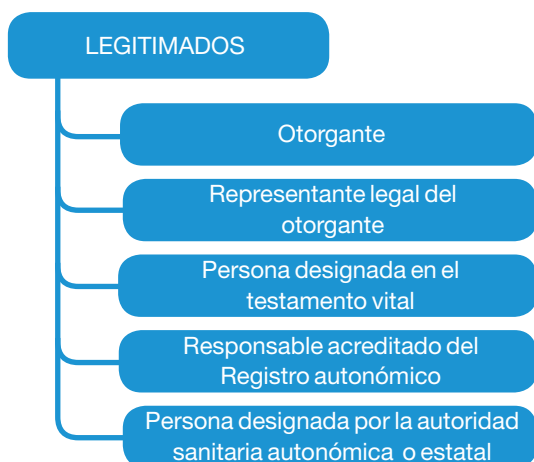 LEGITIMADOS
Otorgante
Representante legal del
otorgante
Persona designada en el
testamento vital
Responsable acreditado del
Registro autonómico
Persona designada por la autoridad
sanitaria autonómica o estatal